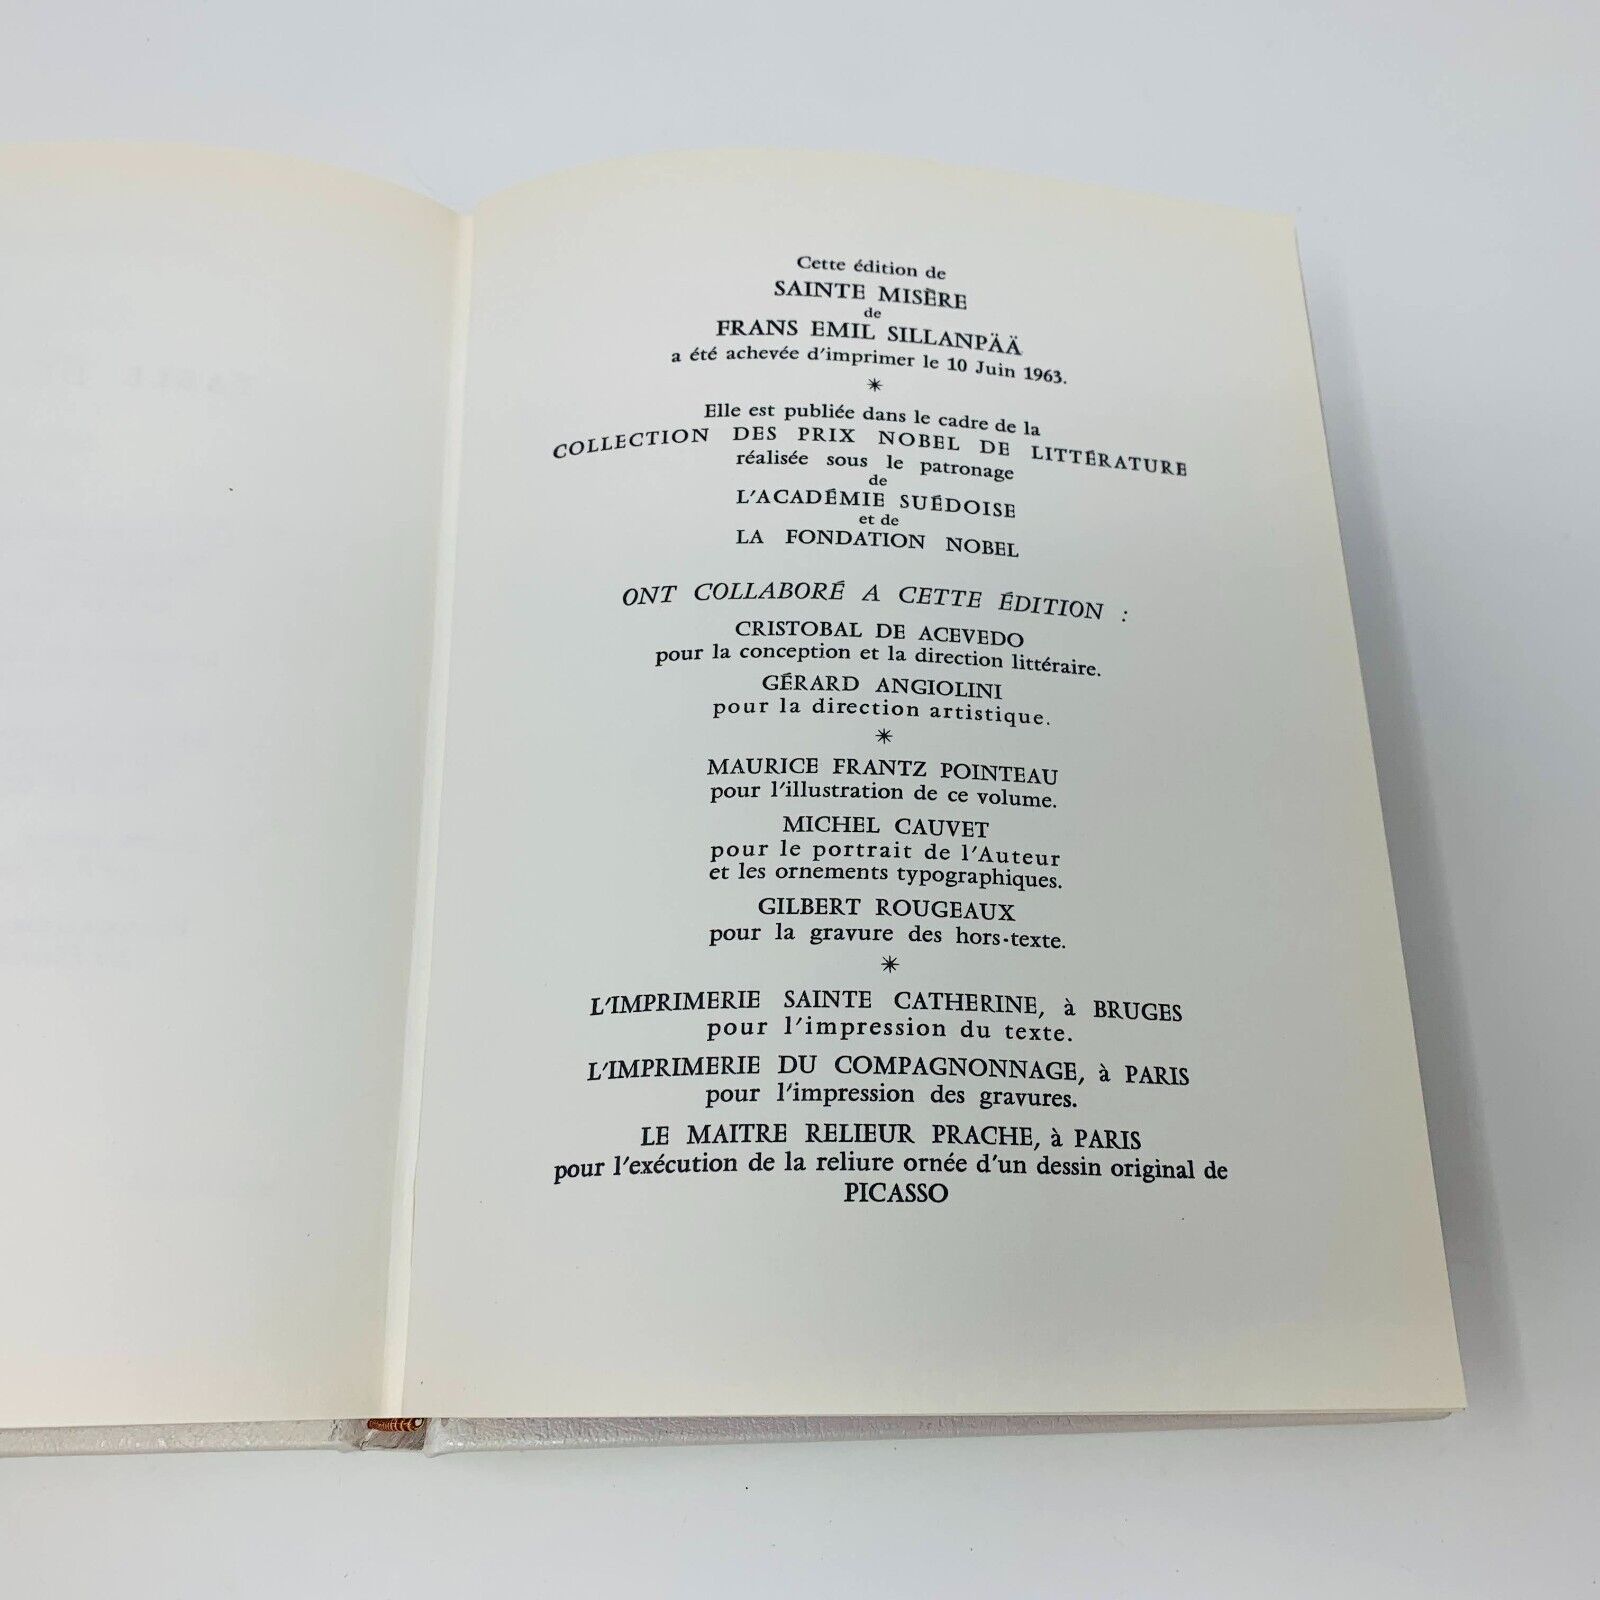 Cette édition de
SAINTE MISÈRE
de
FRANS EMIL SILLANPÄÄ
a été achevée d'imprimer le 10 Juin 1963.
*
Elle est publiée dans le cadre de la
COLLECTION DES PRIX NOBEL DE LITTÉRATURE
réalisée sous le patronage
de
L'ACADÉMIE SUÉDOISE
et de
LA FONDATION NOBEL
ONT COLLABORÉ A CETTE ÉDITION :
CRISTOBAL DE ACEVEDO
pour la conception et la direction littéraire.
GÉRARD ANGIOLINI
pour la direction artistique.
*
MAURICE FRANTZ POINTEAU
pour l'illustration de ce volume.
MICHEL CAUVET
pour le portrait de l'Auteur
et les ornements typographiques.
GILBERT ROUGEAUX
pour la gravure des hors-texte.
*
L'IMPRIMERIE SAINTE CATHERINE, à BRUGES
pour l'impression du texte.
L'IMPRIMERIE DU COMPAGNONNAGE, à PARIS
pour l'impression des gravures.
LE MAITRE RELIEUR PRACHE, à PARIS
pour l'exécution de la reliure ornée d'un dessin original de
PICASSO